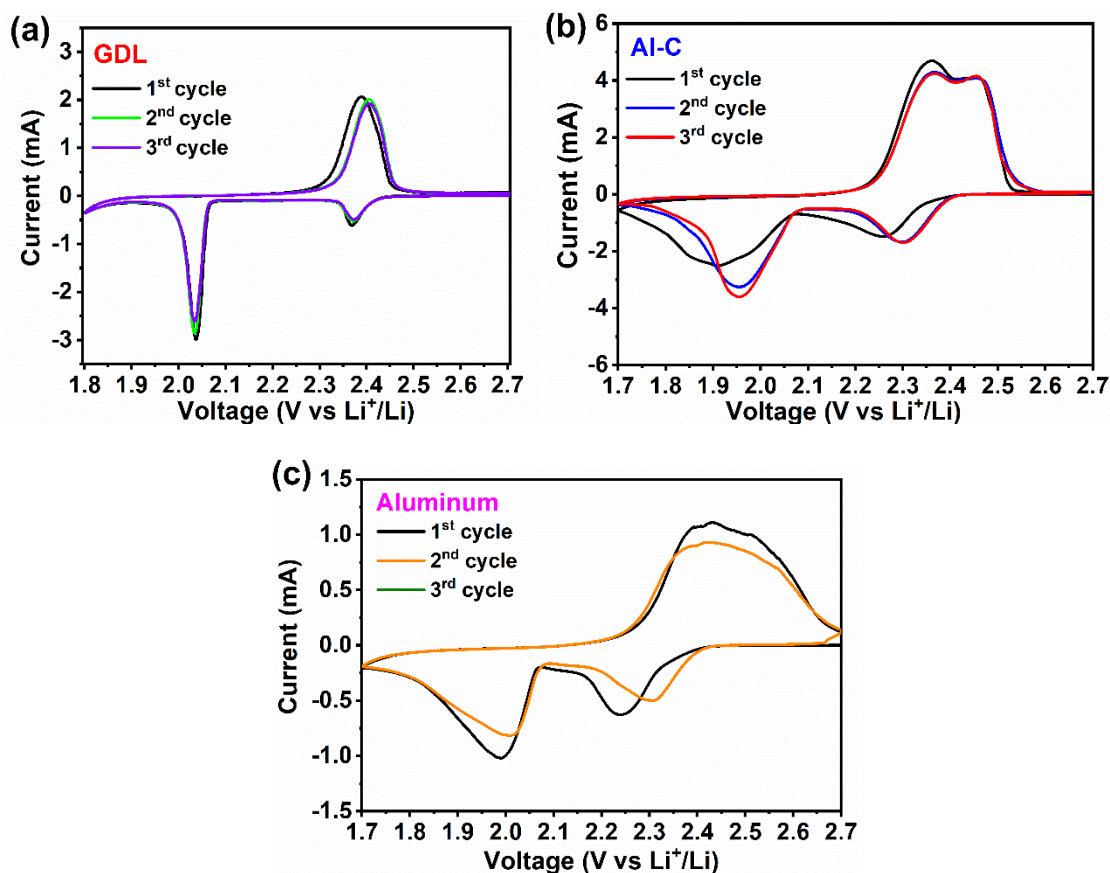 (a)
GDL
1st cycle
2nd cycle
3rd cycle
Current (mA)
3
2
1
0
-1
-2
-3
1.8 1.9 2.0 2.1 2.2 2.3 2.4 2.5 2.6 2.7
Voltage (V vs Li+/Li)
(b)
Al-C
1st cycle
2nd cycle
3rd cycle
Current (mA)
6
4
2
0
-2
-4
-6
1.7 1.8 1.9 2.0 2.1 2.2 2.3 2.4 2.5 2.6 2.7
Voltage (V vs Li+/Li)
(c)
Aluminum
1st cycle
2nd cycle
3rd cycle
Current (mA)
1.5
1.0
0.5
0.0
-0.5
-1.0
-1.5
1.7 1.8 1.9 2.0 2.1 2.2 2.3 2.4 2.5 2.6 2.7
Voltage (V vs Li+/Li)